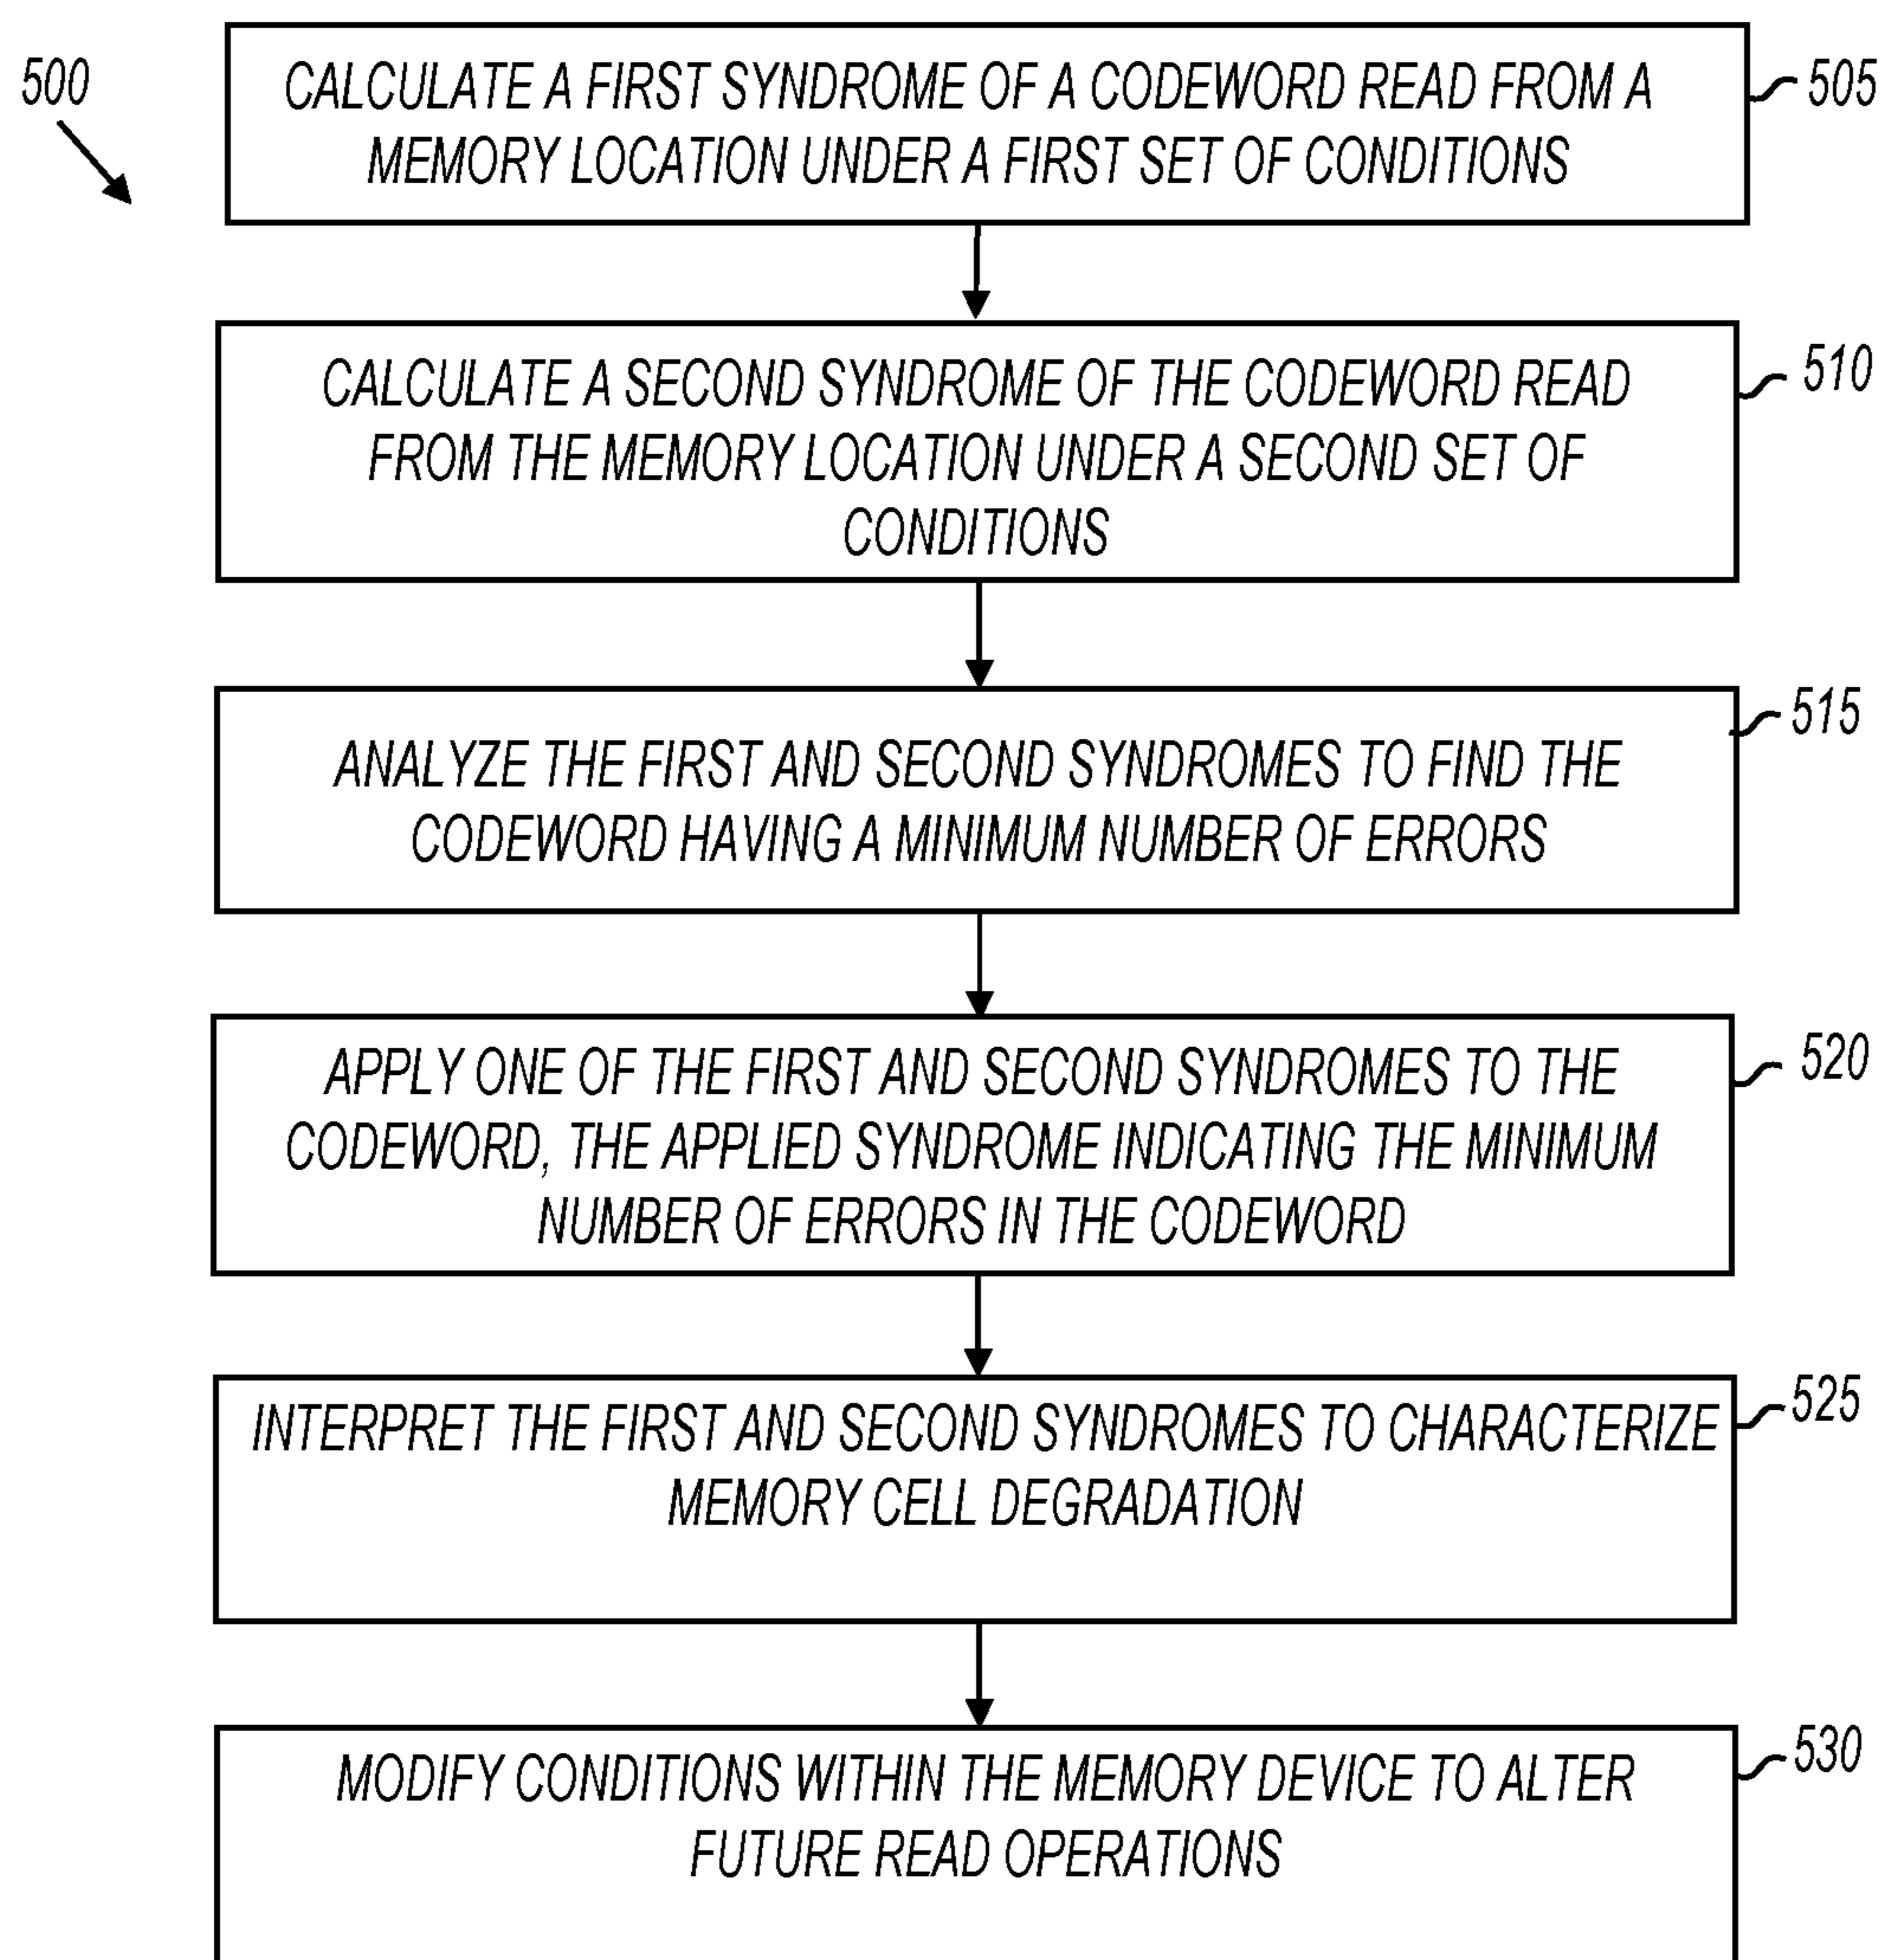 500
CALCULATE A FIRST SYNDROME OF A CODEWORD READ FROM A
MEMORY LOCATION UNDER A FIRST SET OF CONDITIONS
505
CALCULATE A SECOND SYNDROME OF THE CODEWORD READ
FROM THE MEMORY LOCATION UNDER A SECOND SET OF
CONDITIONS
510
ANALYZE THE FIRST AND SECOND SYNDROMES TO FIND THE
CODEWORD HAVING A MINIMUM NUMBER OF ERRORS
515
APPLY ONE OF THE FIRST AND SECOND SYNDROMES TO THE
CODEWORD, THE APPLIED SYNDROME INDICATING THE MINIMUM
NUMBER OF ERRORS IN THE CODEWORD
520
INTERPRET THE FIRST AND SECOND SYNDROMES TO CHARACTERIZE
MEMORY CELL DEGRADATION
525
MODIFY CONDITIONS WITHIN THE MEMORY DEVICE TO ALTER
FUTURE READ OPERATIONS
530